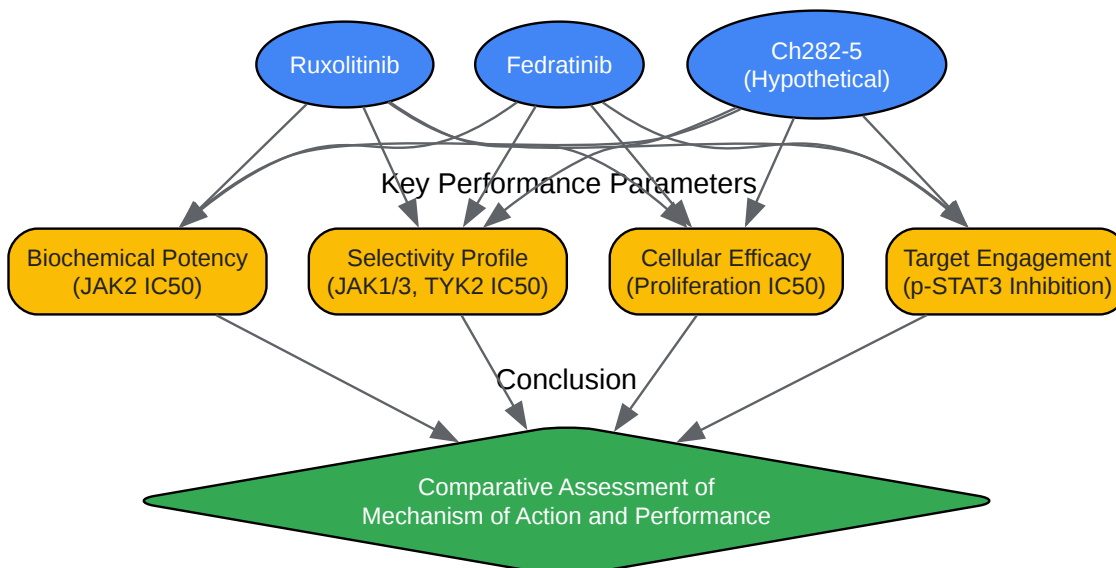 Ruxolitinib
Fedratinib
Ch282-5
(Hypothetical)
Key Performance Parameters
Biochemical Potency
(JAK2 IC50)
Selectivity Profile
(JAK1/3, TYK2 IC50)
Cellular Efficacy
(Proliferation IC50)
Target Engagement
(p-STAT3 Inhibition)
Conclusion
Comparative Assessment of
Mechanism of Action and Performance